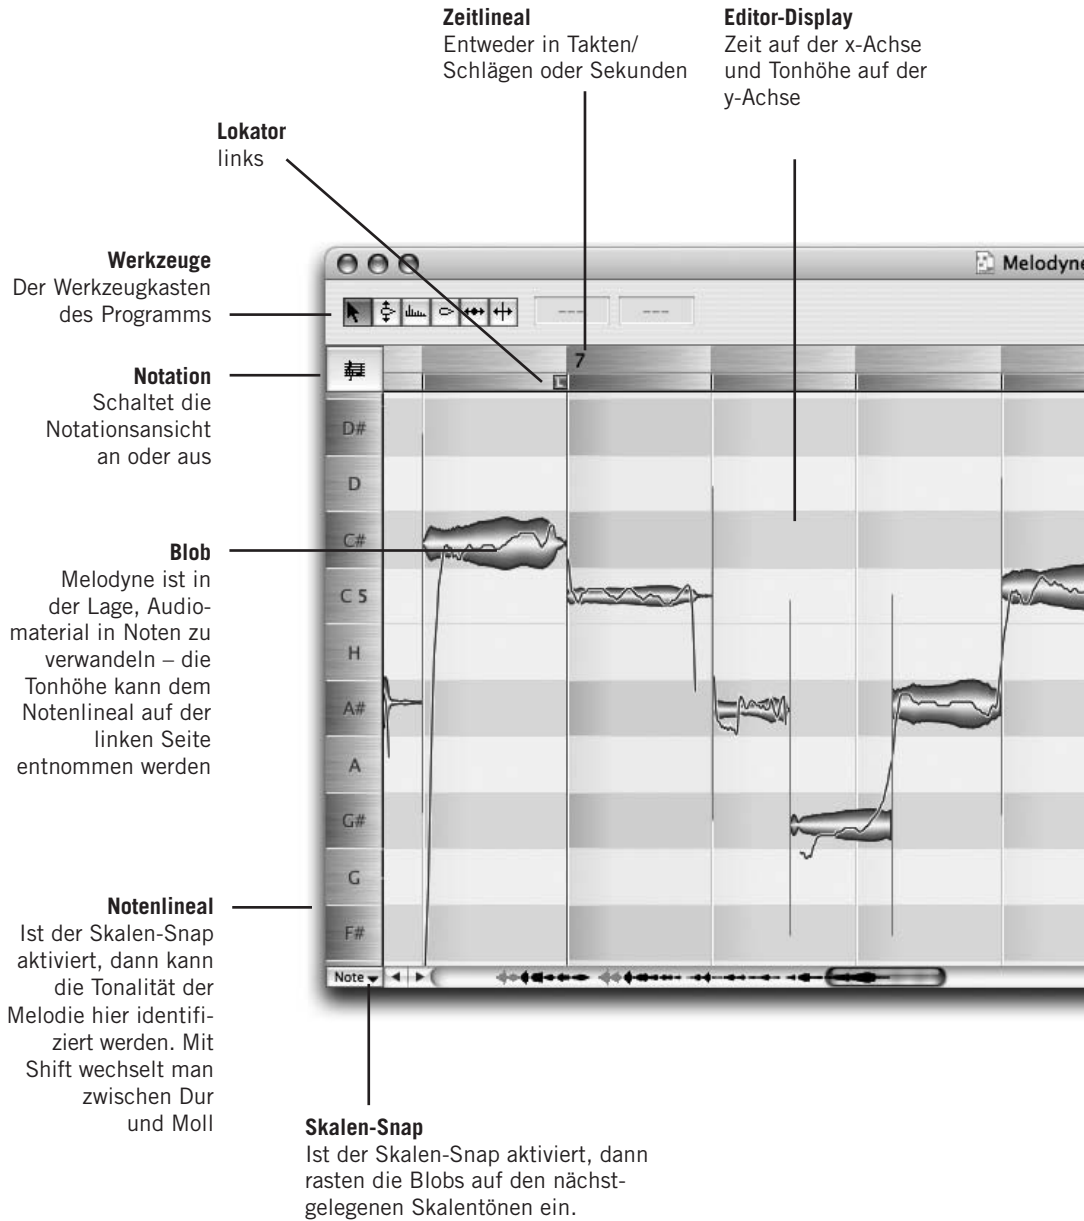 Zeitlineal
Entweder in Takten/
Schlägen oder Sekunden
Editor-Display
Zeit auf der x-Achse
und Tonhöhe auf der
y-Achse
Lokator
links
Werkzeuge
Der Werkzeugkasten
des Programms
Notation
Schaltet die
Notationsansicht
an oder aus
Blob
Melodyne ist in
der Lage, Audio-
material in Noten zu
verwandeln – die
Tonhöhe kann dem
Notenlineal auf der
linken Seite
entnommen werden
Notenlineal
Ist der Skalen-Snap
aktiviert, dann kann
die Tonalität der
Melodie hier identifi-
ziert werden. Mit
Shift wechselt man
zwischen Dur
und Moll
Melodyne
--- ---
7
L
D#
D
C#
C 5
H
A#
A
G#
G
F#
Note
Skalen-Snap
Ist der Skalen-Snap aktiviert, dann
rasten die Blobs auf den nächst-
gelegenen Skalentönen ein.